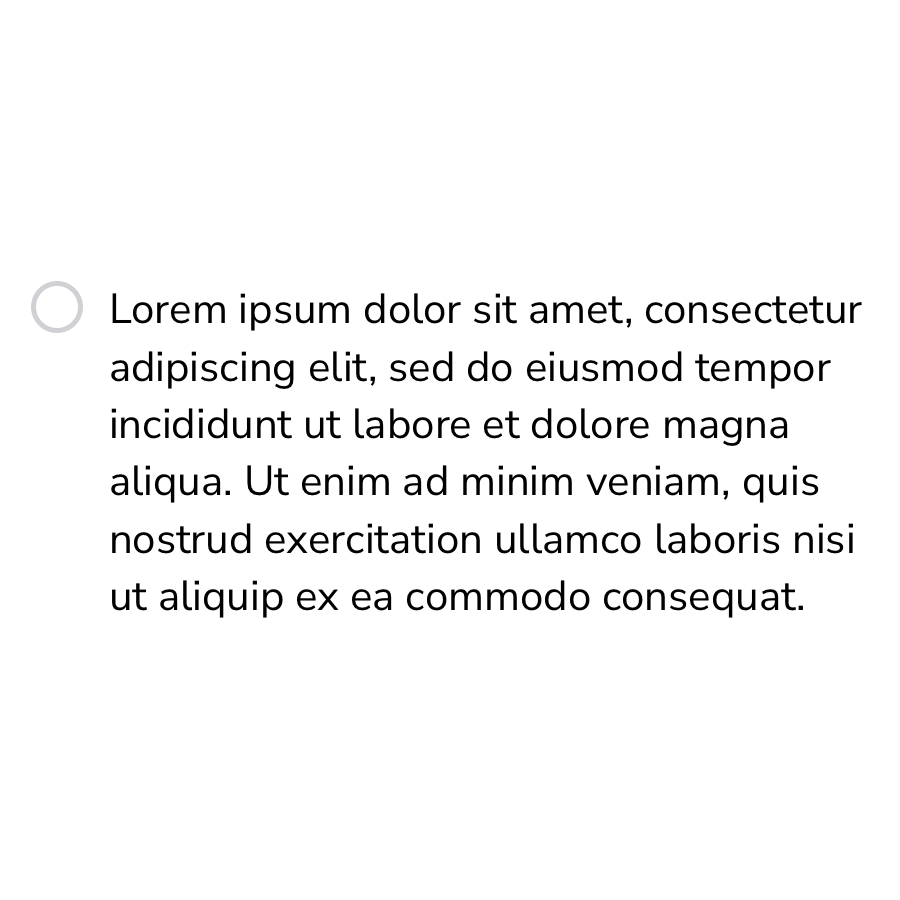 Lorem ipsum dolor sit amet, consectetur
adipiscing elit, sed do eiusmod tempor
incididunt ut labore et dolore magna
aliqua. Ut enim ad minim veniam, quis
nostrud exercitation ullamco laboris nisi
ut aliquip ex ea commodo consequat.